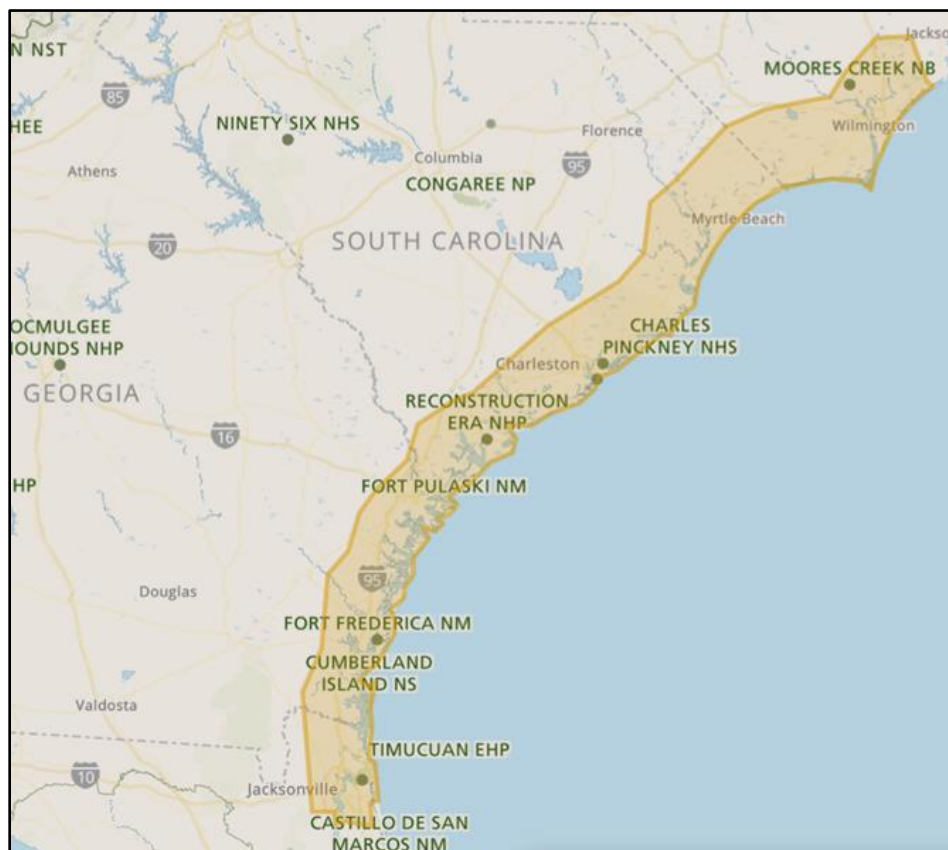 Jackso
N NST
MOORES CREEK NB
85
HEE
NINETY SIX NHS
Florence
Wilmington
Athens
Columbia
95
CONGAREE NP
Myrtle Beach
20
SOUTH CAROLINA
OCMULGEE
MOUNDS NHP
CHARLES
PINCKNEY NHS
Charleston
GEORGIA
RECONSTRUCTION
ERA NHP
16
HP
FORT PULASKI NM
95
Douglas
FORT FREDERICA NM
CUMBERLAND
ISLAND NS
Valdosta
TIMUCUAN EHP
10
Jacksonville
CASTILLO DE SAN
MARCOS NM